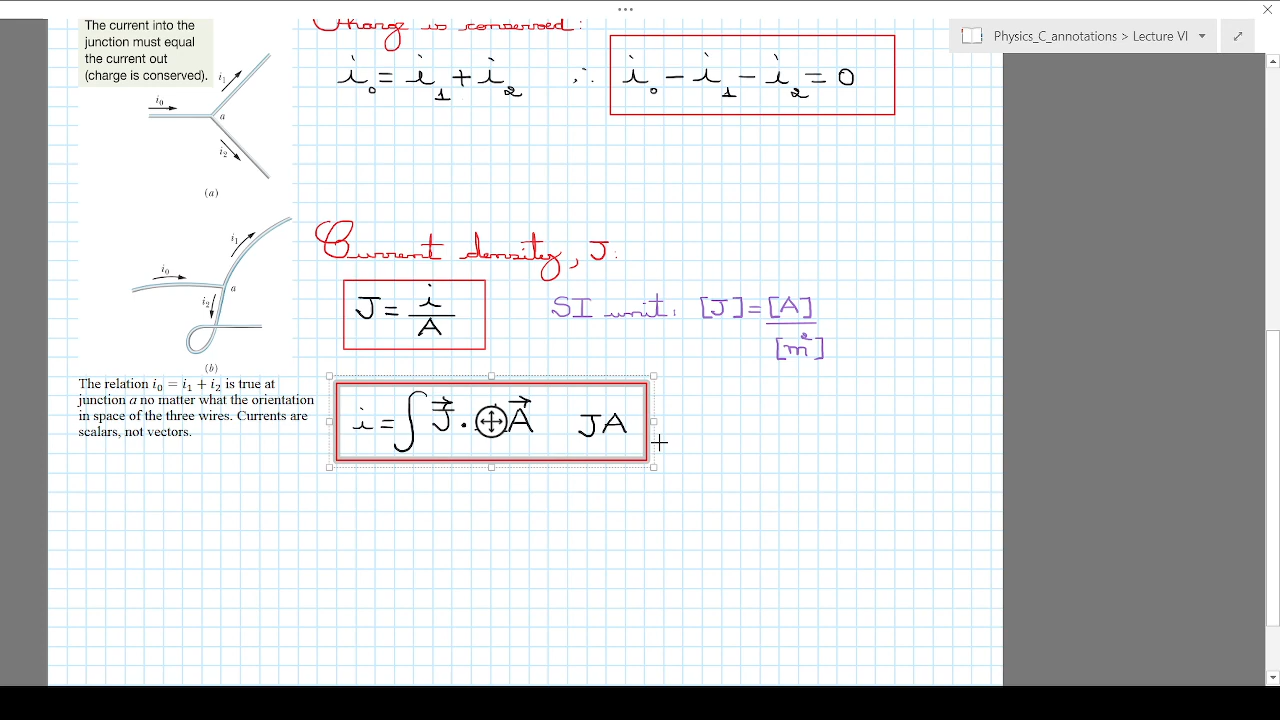 ...
Physics_C_annotations > Lecture VI
The current into the
junction must equal
the current out
(charge is conserved).
Charge is conserved:
i₀ = i₁ + i₂ ∴ i₀ − i₁ − i₂ = 0
i₁
i₀
a
i₂
(a)
i₁
i₀
a
i₂
(b)
The relation i₀ = i₁ + i₂ is true at
junction a no matter what the orientation
in space of the three wires. Currents are
scalars, not vectors.
Current density, J:
J = i/A
SI unit: [J] = [A]/[m²]
i = ∫ J⃗ · A⃗ JA